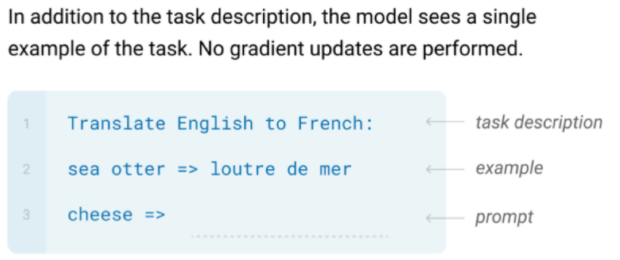 In addition to the task description, the model sees a single
example of the task. No gradient updates are performed.
1 Translate English to French: ← task description
2 sea otter => loutre de mer ← example
3 cheese => ← prompt